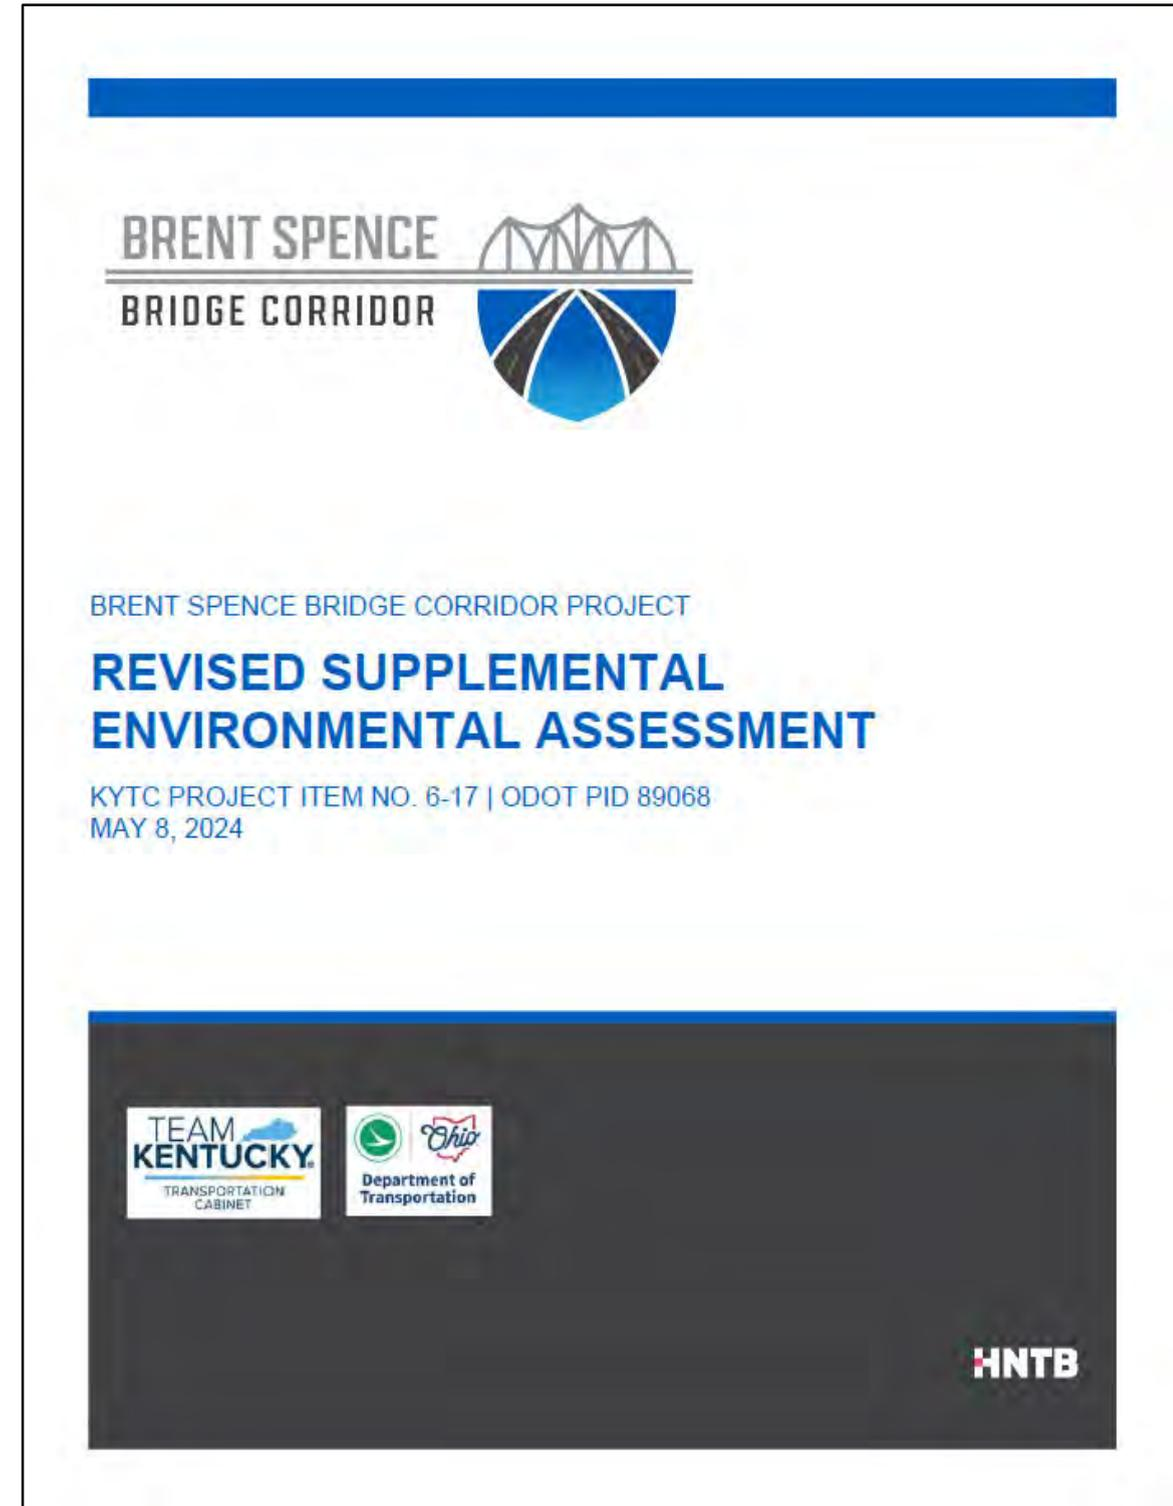 BRENT SPENCE
BRIDGE CORRIDOR
BRENT SPENCE BRIDGE CORRIDOR PROJECT
REVISED SUPPLEMENTAL
ENVIRONMENTAL ASSESSMENT
KYTC PROJECT ITEM NO. 6-17 | ODOT PID 89068
MAY 8, 2024
TEAM
KENTUCKY®
TRANSPORTATION
CABINET
Ohio
Department of
Transportation
HNTB